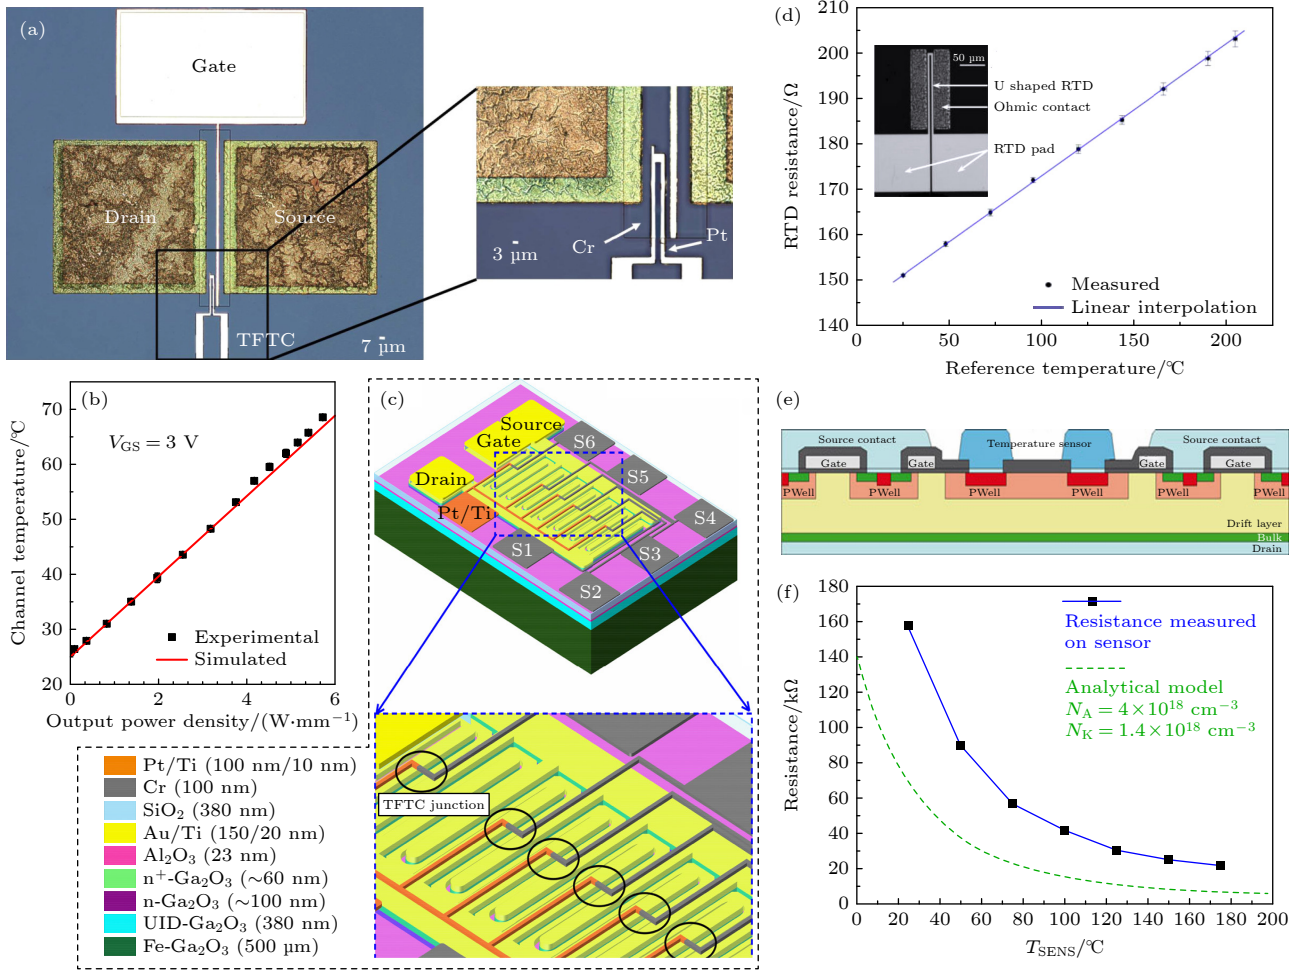 (a)
Gate
Drain
Source
TFTC
7 μm
Cr
Pt
3 μm
(d)
RTD resistance/Ω
210
200
190
180
170
160
150
140
50 μm
U shaped RTD
Ohmic contact
RTD pad
Measured
Linear interpolation
0 50 100 150 200
Reference temperature/℃
(b)
Channel temperature/℃
70
60
50
40
30
20
V_GS = 3 V
Experimental
Simulated
0 2 4 6
Output power density/(W·mm⁻¹)
(c)
Source
Gate
Drain
Pt/Ti
S6
S5
S4
S3
S2
S1
TFTC junction
Pt/Ti (100 nm/10 nm)
Cr (100 nm)
SiO₂ (380 nm)
Au/Ti (150/20 nm)
Al₂O₃ (23 nm)
n⁺-Ga₂O₃ (~60 nm)
n-Ga₂O₃ (~100 nm)
UID-Ga₂O₃ (380 nm)
Fe-Ga₂O₃ (500 μm)
(e)
Source contact
Temperature sensor
Source contact
Gate
Gate
Gate
Gate
PWell
PWell
PWell
PWell
PWell
PWell
Drift layer
Bulk
Drain
(f)
Resistance/kΩ
180
160
140
120
100
80
60
40
20
0
Resistance measured
on sensor
Analytical model
N_A = 4×10¹⁸ cm⁻³
N_K = 1.4×10¹⁸ cm⁻³
0 20 40 60 80 100 120 140 160 180 200
T_SENS/℃